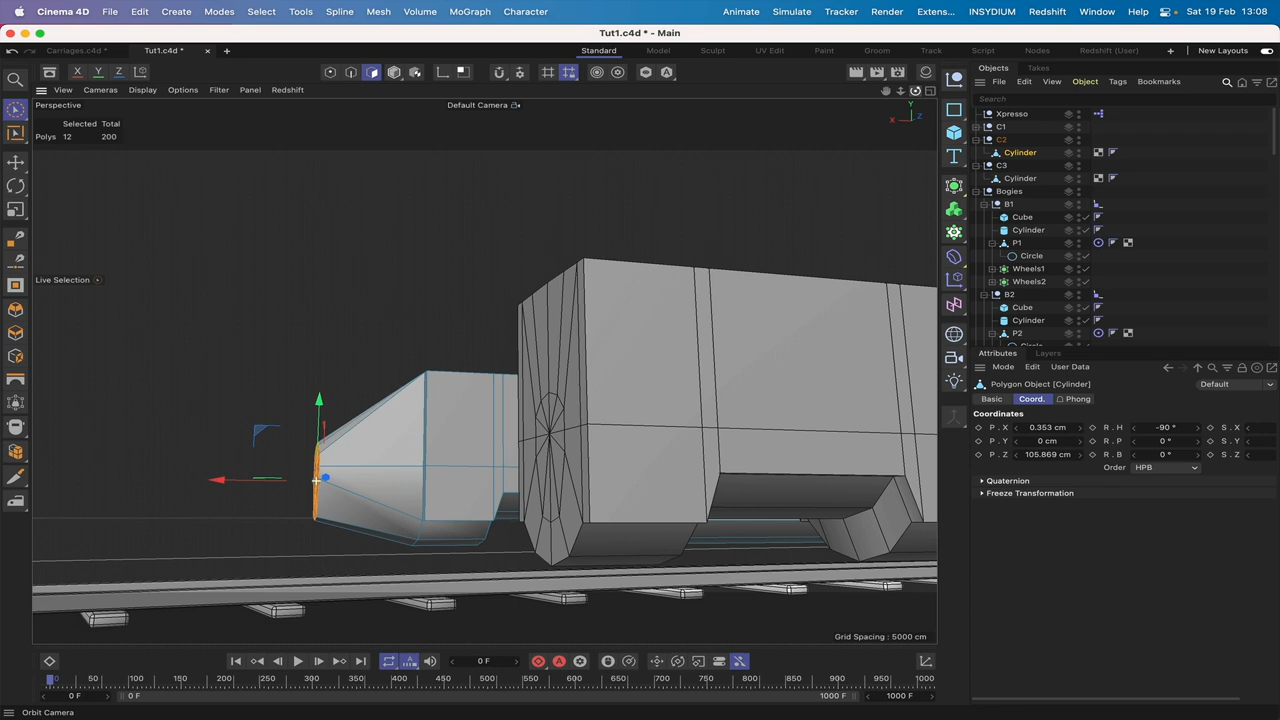 Cinema 4D File Edit Create Modes Select Tools Spline Mesh Volume MoGraph Character Animate Simulate Tracker Render Extens... INSYDIUM Redshift Window Help Sat 19 Feb 13:08
Tut1.c4d * - Main
Carriages.c4d * Tut1.c4d * Standard Model Sculpt UV Edit Paint Groom Track Script Nodes Redshift (User) New Layouts
X Y Z
View Cameras Display Options Filter Panel Redshift
Perspective
Default Camera
Selected Total
Polys 12 200
Y
X Z
Live Selection
Grid Spacing : 5000 cm
Objects Takes
File Edit View Object Tags Bookmarks
Search
Xpresso
C1
C2
Cylinder
C3
Cylinder
Bogies
B1
Cube
Cylinder
P1
Circle
Wheels1
Wheels2
B2
Cube
Cylinder
P2
Circle
Attributes Layers
Mode Edit User Data
Polygon Object [Cylinder] Default
Basic Coord. Phong
Coordinates
P . X 0.353 cm R . H -90 ° S . X
P . Y 0 cm R . P 0 ° S . Y
P . Z 105.869 cm R . B 0 ° S . Z
Order HPB
Quaternion
Freeze Transformation
0 F
0 50 100 150 200 250 300 350 400 450 500 550 600 650 700 750 800 850 900 950 1000
0 F 0 F 1000 F 1000 F
Orbit Camera